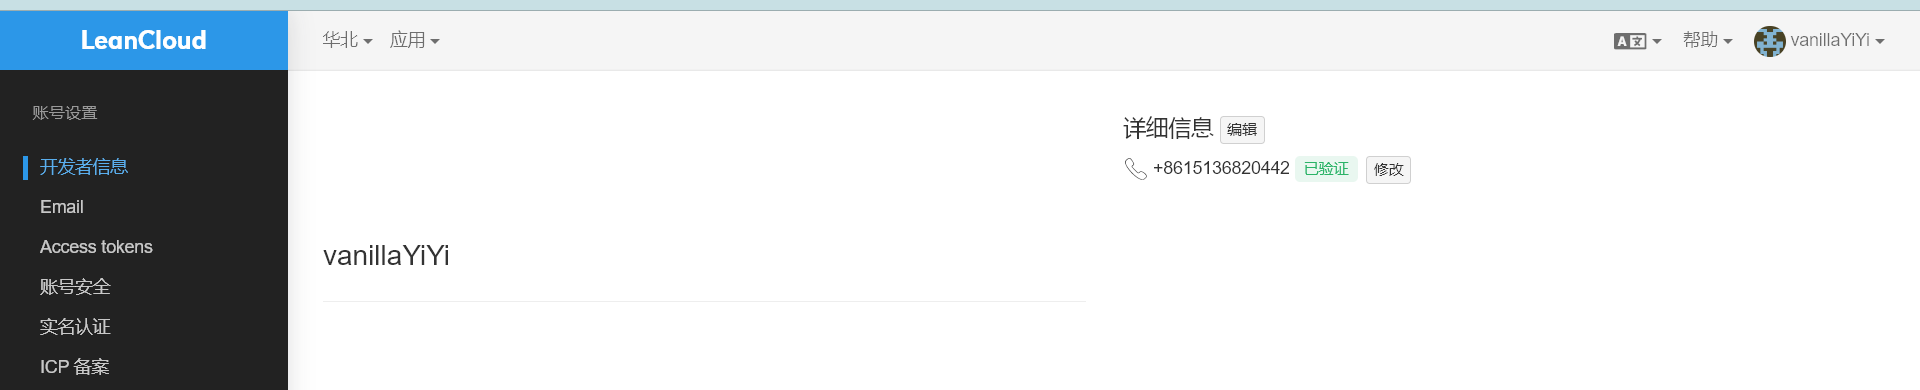 LeanCloud
华北 应用
A文 帮助 vanillaYiYi
账号设置
开发者信息
Email
Access tokens
账号安全
实名认证
ICP 备案
vanillaYiYi
详细信息 编辑
+8615136820442 已验证 修改